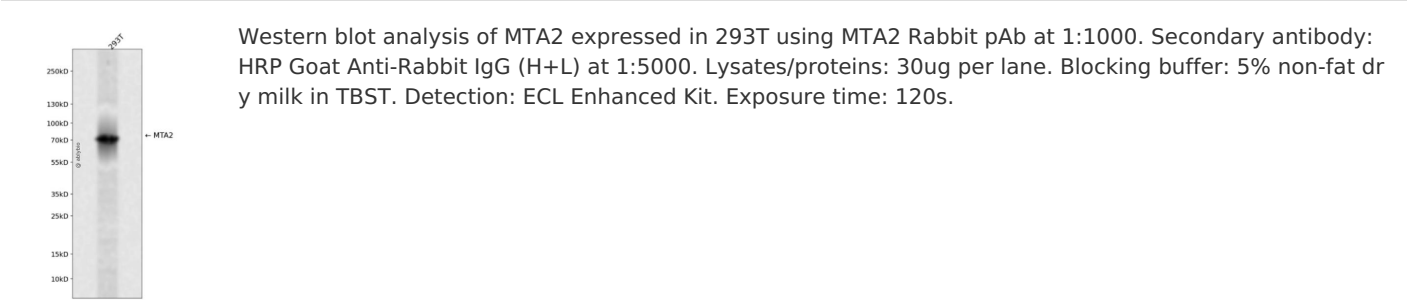 Western blot analysis of MTA2 expressed in 293T using MTA2 Rabbit pAb at 1:1000. Secondary antibody:
HRP Goat Anti-Rabbit IgG (H+L) at 1:5000. Lysates/proteins: 30ug per lane. Blocking buffer: 5% non-fat dr
y milk in TBST. Detection: ECL Enhanced Kit. Exposure time: 120s.
293T
250kD
130kD
100kD
70kD
55kD
35kD
25kD
15kD
10kD
← MTA2